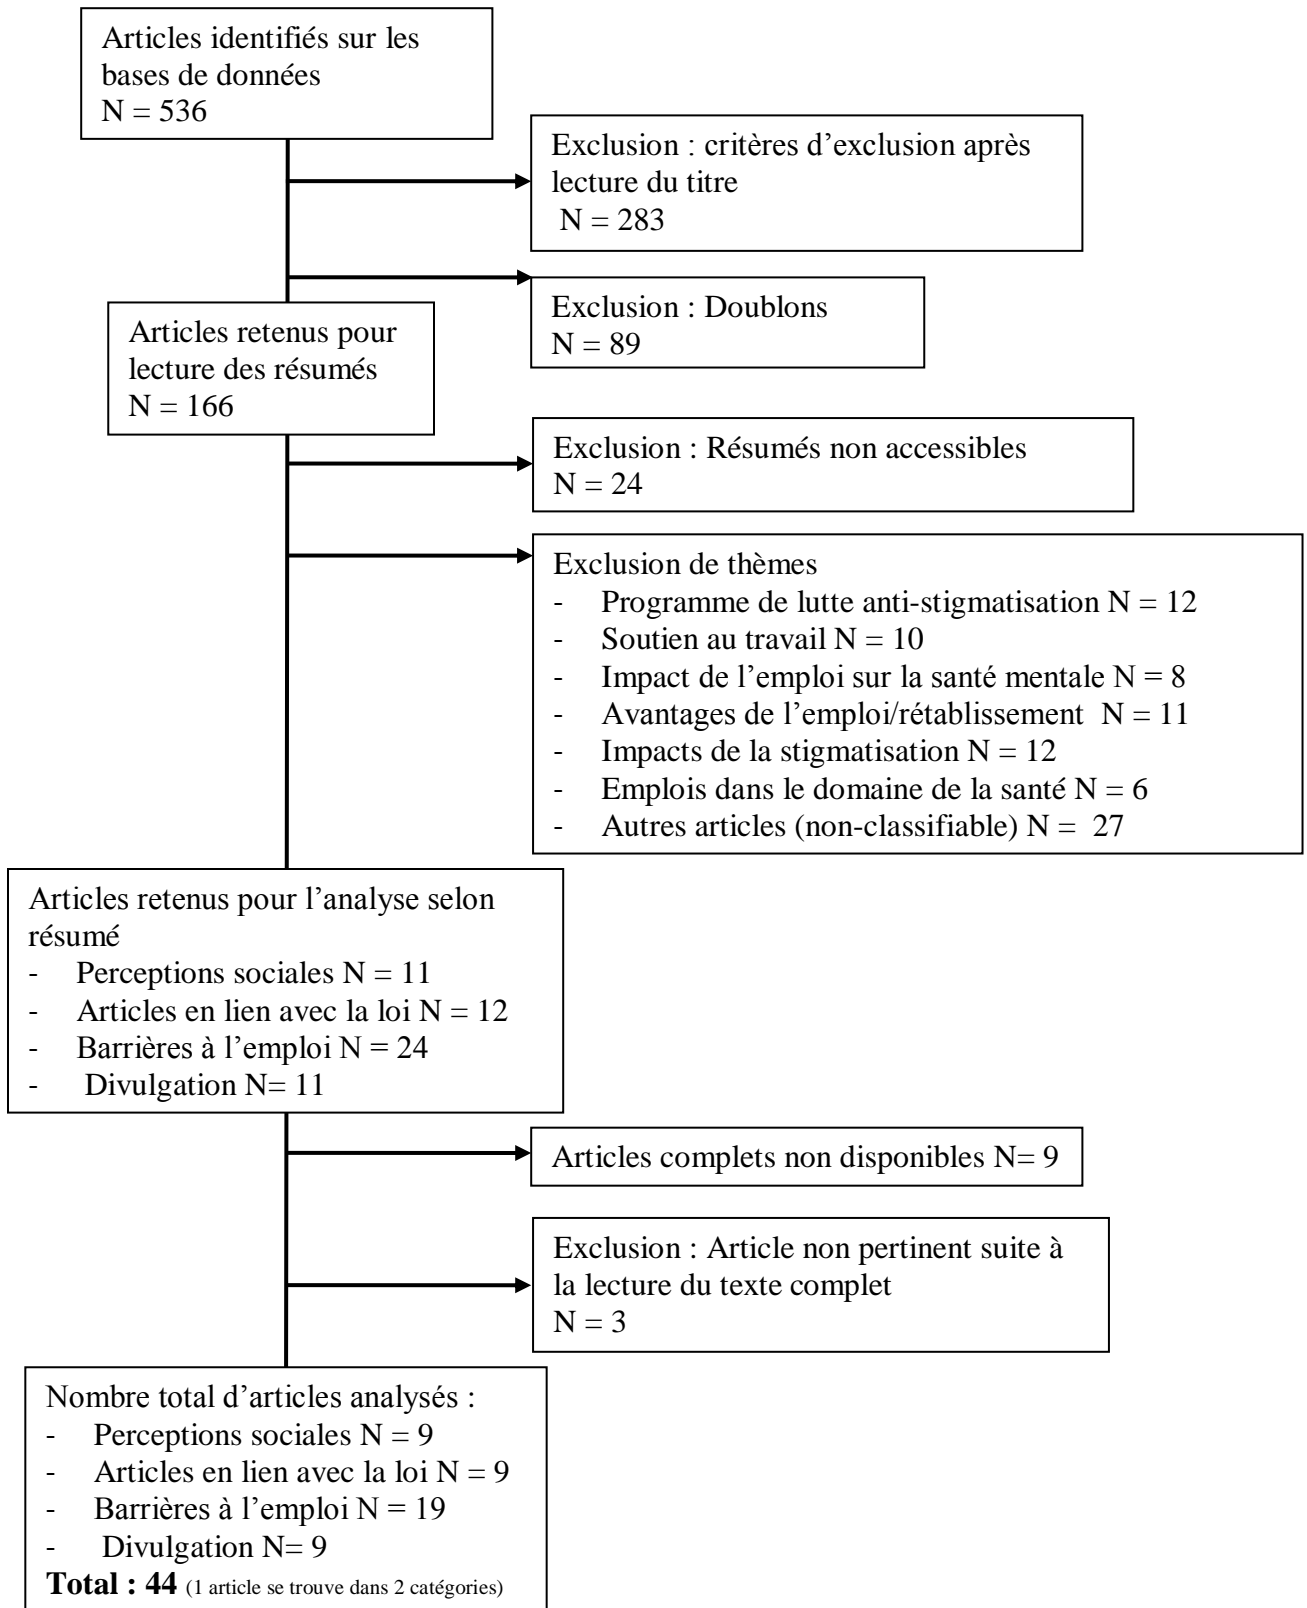 Articles identifiés sur les
bases de données
N = 536
Exclusion : critères d’exclusion après
lecture du titre
N = 283
Exclusion : Doublons
N = 89
Articles retenus pour
lecture des résumés
N = 166
Exclusion : Résumés non accessibles
N = 24
Exclusion de thèmes
- Programme de lutte anti-stigmatisation N = 12
- Soutien au travail N = 10
- Impact de l’emploi sur la santé mentale N = 8
- Avantages de l’emploi/rétablissement N = 11
- Impacts de la stigmatisation N = 12
- Emplois dans le domaine de la santé N = 6
- Autres articles (non-classifiable) N = 27
Articles retenus pour l’analyse selon
résumé
- Perceptions sociales N = 11
- Articles en lien avec la loi N = 12
- Barrières à l’emploi N = 24
- Divulgation N= 11
Articles complets non disponibles N= 9
Exclusion : Article non pertinent suite à
la lecture du texte complet
N = 3
Nombre total d’articles analysés :
- Perceptions sociales N = 9
- Articles en lien avec la loi N = 9
- Barrières à l’emploi N = 19
- Divulgation N= 9
Total : 44 (1 article se trouve dans 2 catégories)